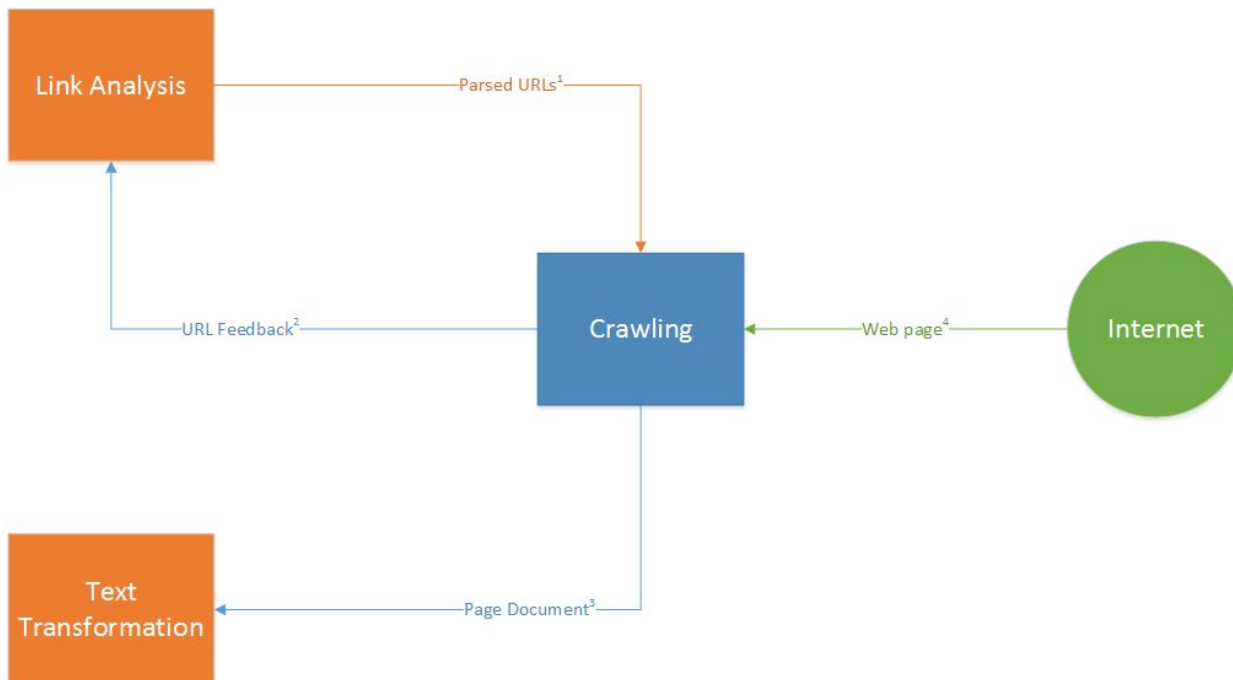 Link Analysis
Parsed URLs¹
URL Feedback²
Crawling
Web page⁴
Internet
Text
Transformation
Page Document³